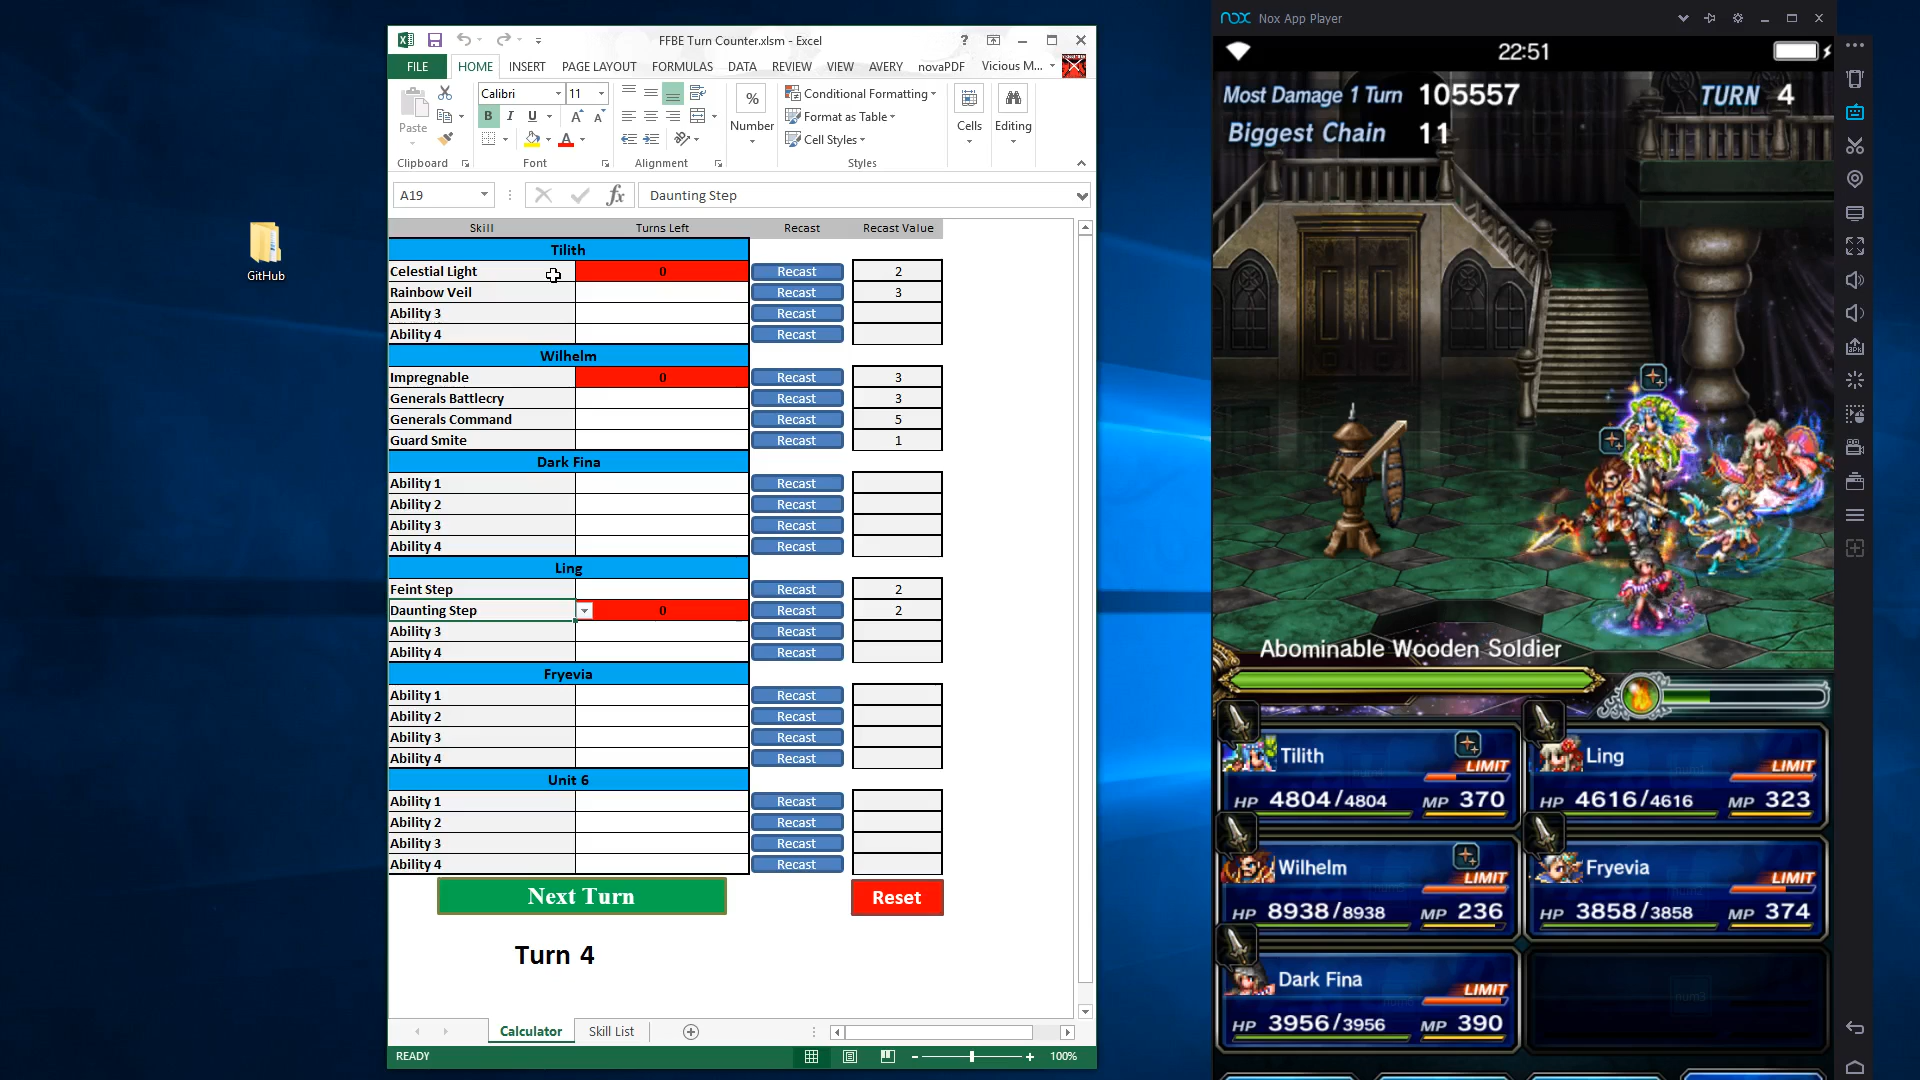 GitHub
FFBE Turn Counter.xlsm - Excel
FILE HOME INSERT PAGE LAYOUT FORMULAS DATA REVIEW VIEW AVERY novaPDF Vicious M...
Paste
Clipboard
Calibri 11
B I U
Font
Alignment
%
Number
Conditional Formatting
Format as Table
Cell Styles
Styles
Cells
Editing
A19 fx Daunting Step
Skill Turns Left Recast Recast Value
Tilith
Celestial Light 0 Recast 2
Rainbow Veil Recast 3
Ability 3 Recast
Ability 4 Recast
Wilhelm
Impregnable 0 Recast 3
Generals Battlecry Recast 3
Generals Command Recast 5
Guard Smite Recast 1
Dark Fina
Ability 1 Recast
Ability 2 Recast
Ability 3 Recast
Ability 4 Recast
Ling
Feint Step Recast 2
Daunting Step 0 Recast 2
Ability 3 Recast
Ability 4 Recast
Fryevia
Ability 1 Recast
Ability 2 Recast
Ability 3 Recast
Ability 4 Recast
Unit 6
Ability 1 Recast
Ability 2 Recast
Ability 3 Recast
Ability 4 Recast
Next Turn Reset
Turn 4
Calculator Skill List
READY 100%
nox Nox App Player
22:51
Most Damage 1 Turn 105557 TURN 4
Biggest Chain 11
Abominable Wooden Soldier
Tilith LIMIT
HP 4804/4804 MP 370
Ling LIMIT
HP 4616/4616 MP 323
Wilhelm LIMIT
HP 8938/8938 MP 236
Fryevia LIMIT
HP 3858/3858 MP 374
Dark Fina LIMIT
HP 3956/3956 MP 390
num3